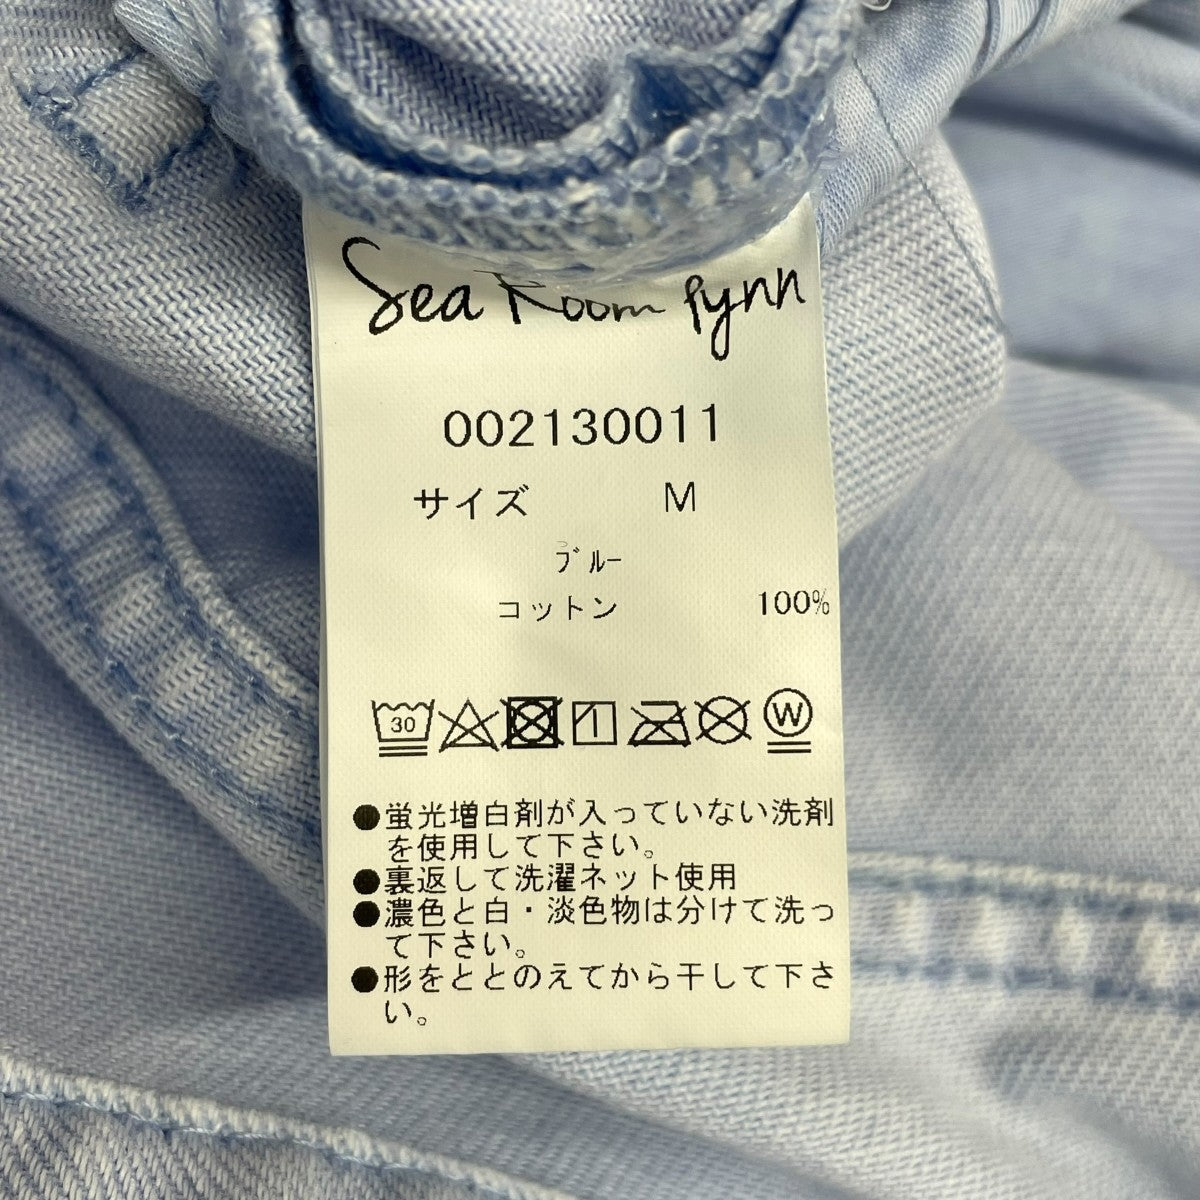 Sea Room lynn
002130011
サイズ M
ブルー
コットン 100%
30 W
●蛍光増白剤が入っていない洗剤
を使用して下さい。
●裏返して洗濯ネット使用
●濃色と白・淡色物は分けて洗っ
て下さい。
●形をととのえてから干して下さ
い。